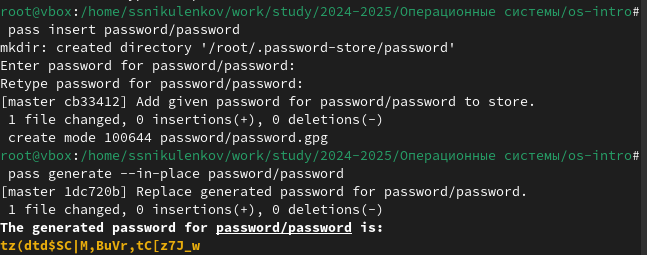 root@vbox:/home/ssnikulenkov/work/study/2024-2025/Операционные системы/os-intro#
pass insert password/password
mkdir: created directory '/root/.password-store/password'
Enter password for password/password:
Retype password for password/password:
[master cb33412] Add given password for password/password to store.
1 file changed, 0 insertions(+), 0 deletions(-)
create mode 100644 password/password.gpg
root@vbox:/home/ssnikulenkov/work/study/2024-2025/Операционные системы/os-intro#
pass generate --in-place password/password
[master 1dc720b] Replace generated password for password/password.
1 file changed, 0 insertions(+), 0 deletions(-)
The generated password for password/password is:
tz(dtd$SC|M,BuVr,tC[z7J_w